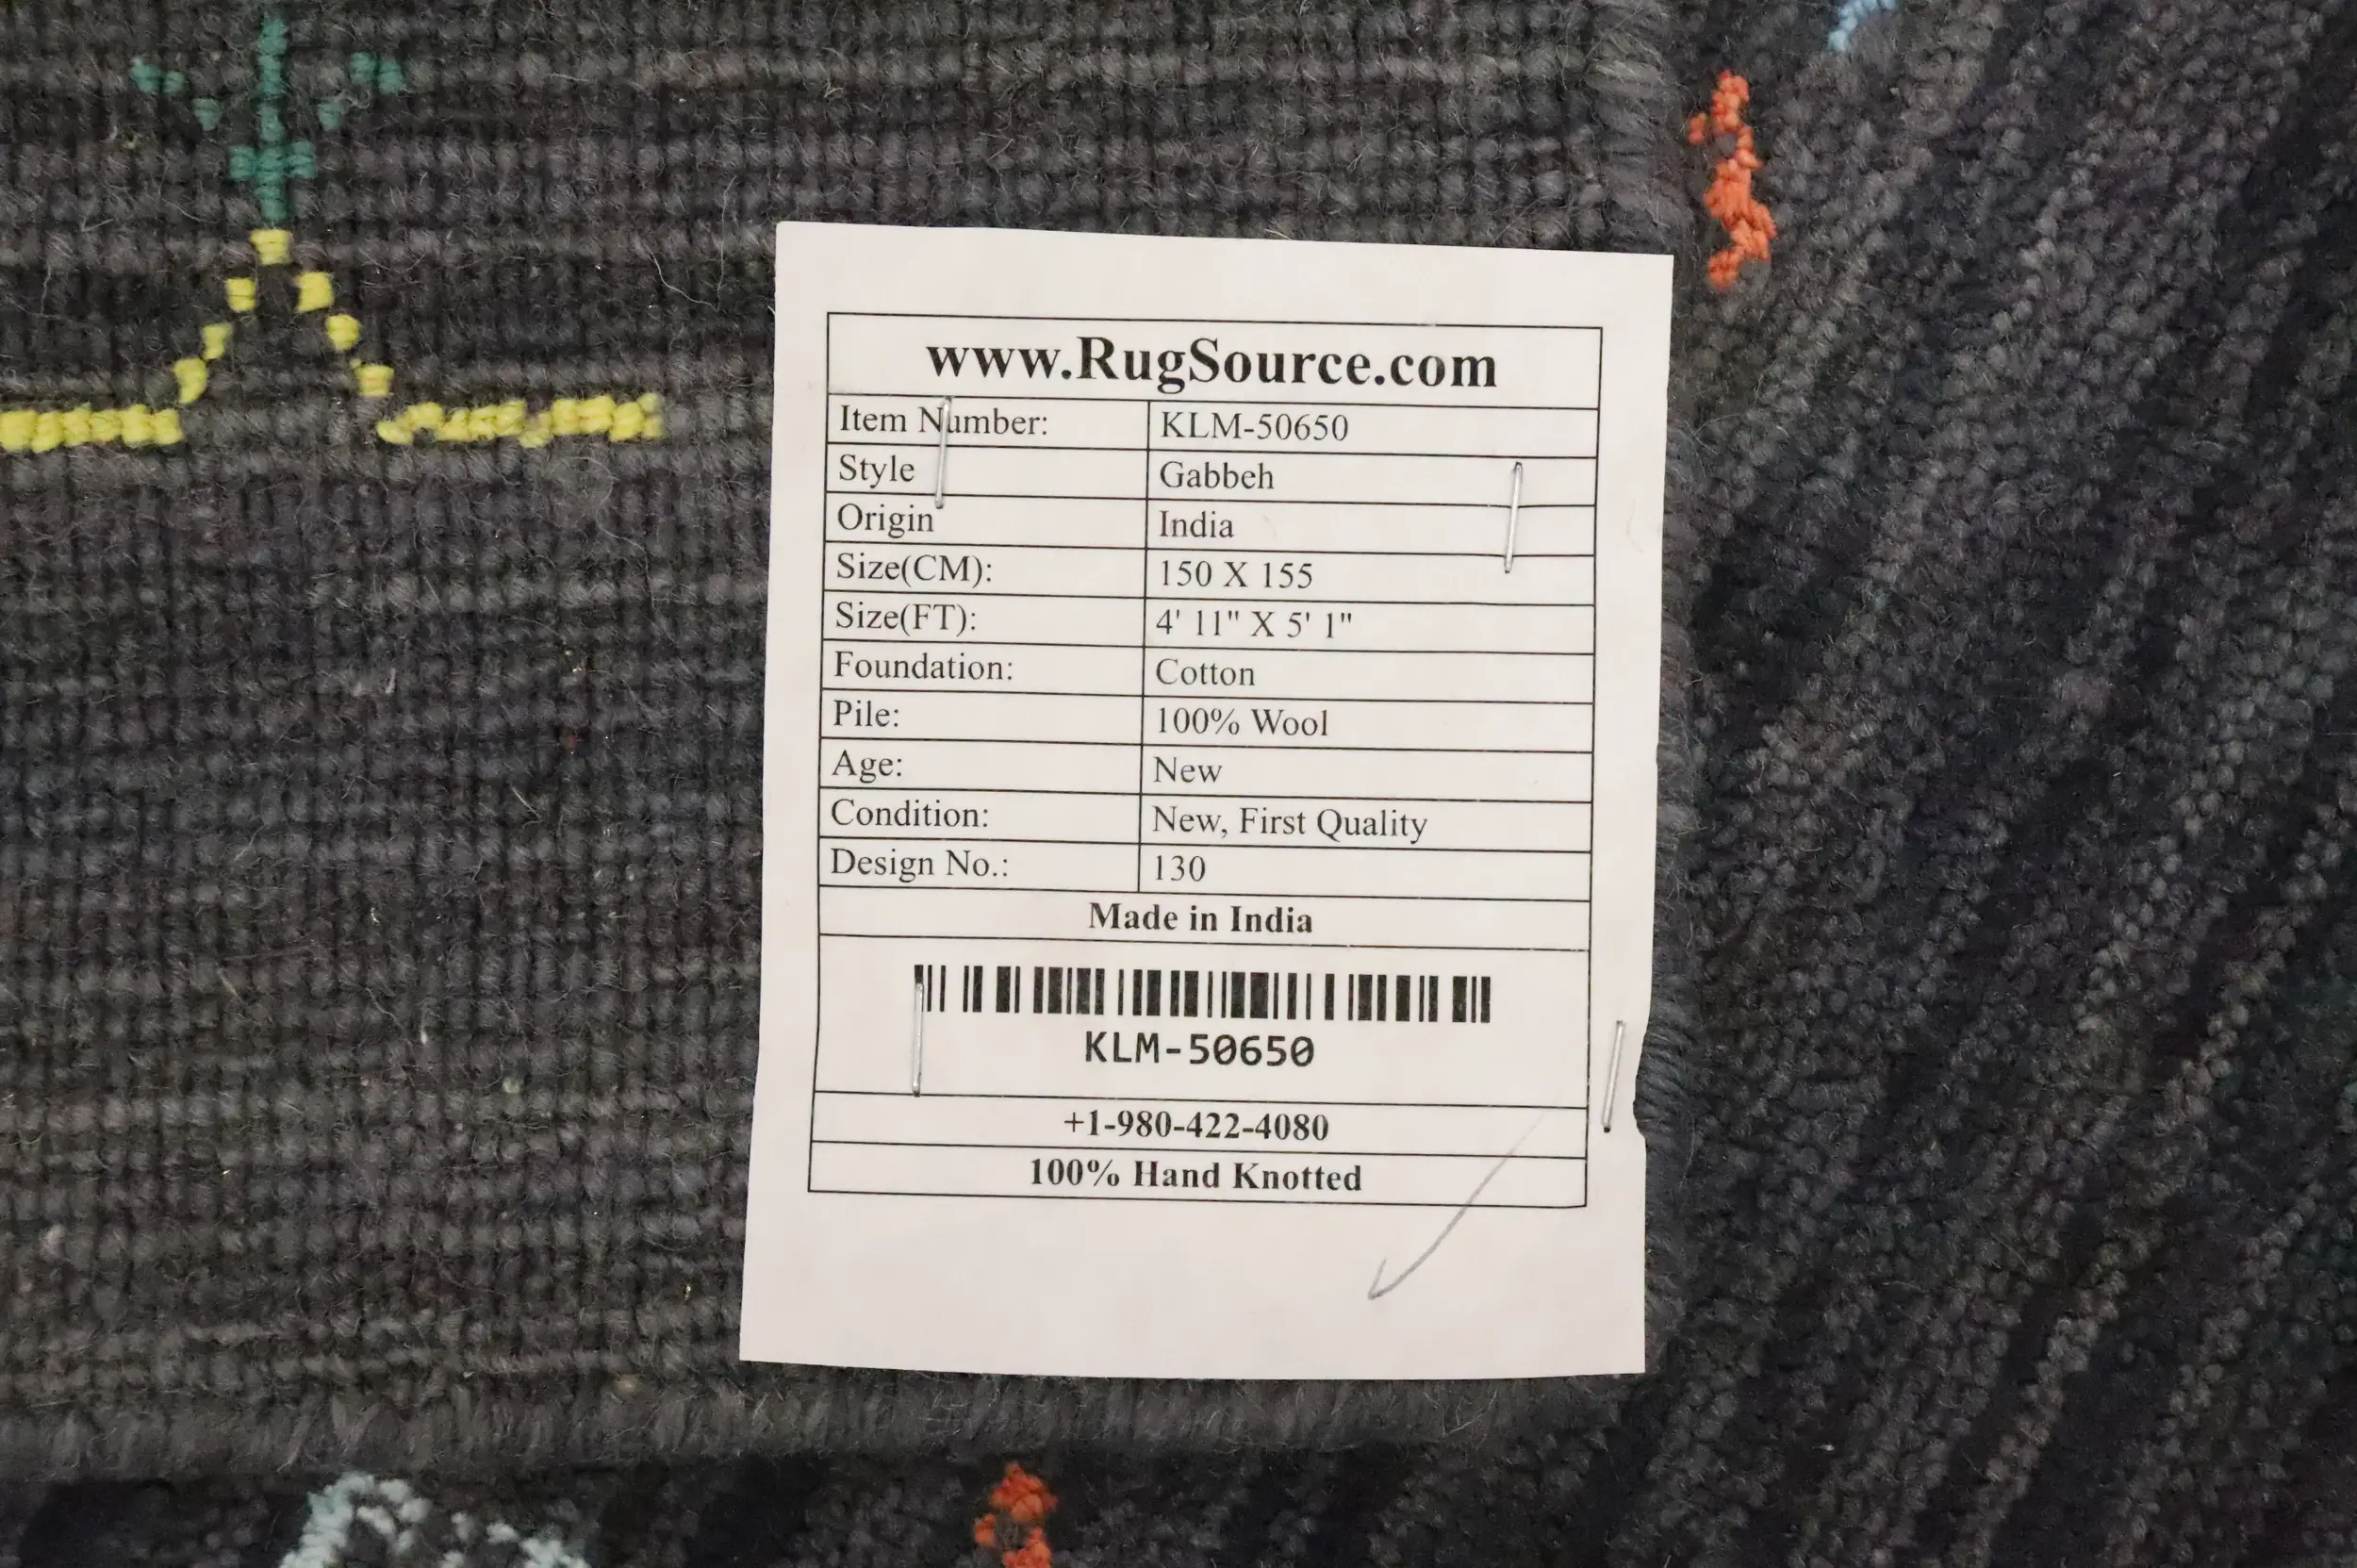 www.RugSource.com
Item Number: KLM-50650
Style Gabbeh
Origin India
Size(CM): 150 X 155
Size(FT): 4' 11" X 5' 1"
Foundation: Cotton
Pile: 100% Wool
Age: New
Condition: New, First Quality
Design No.: 130
Made in India
KLM-50650
+1-980-422-4080
100% Hand Knotted